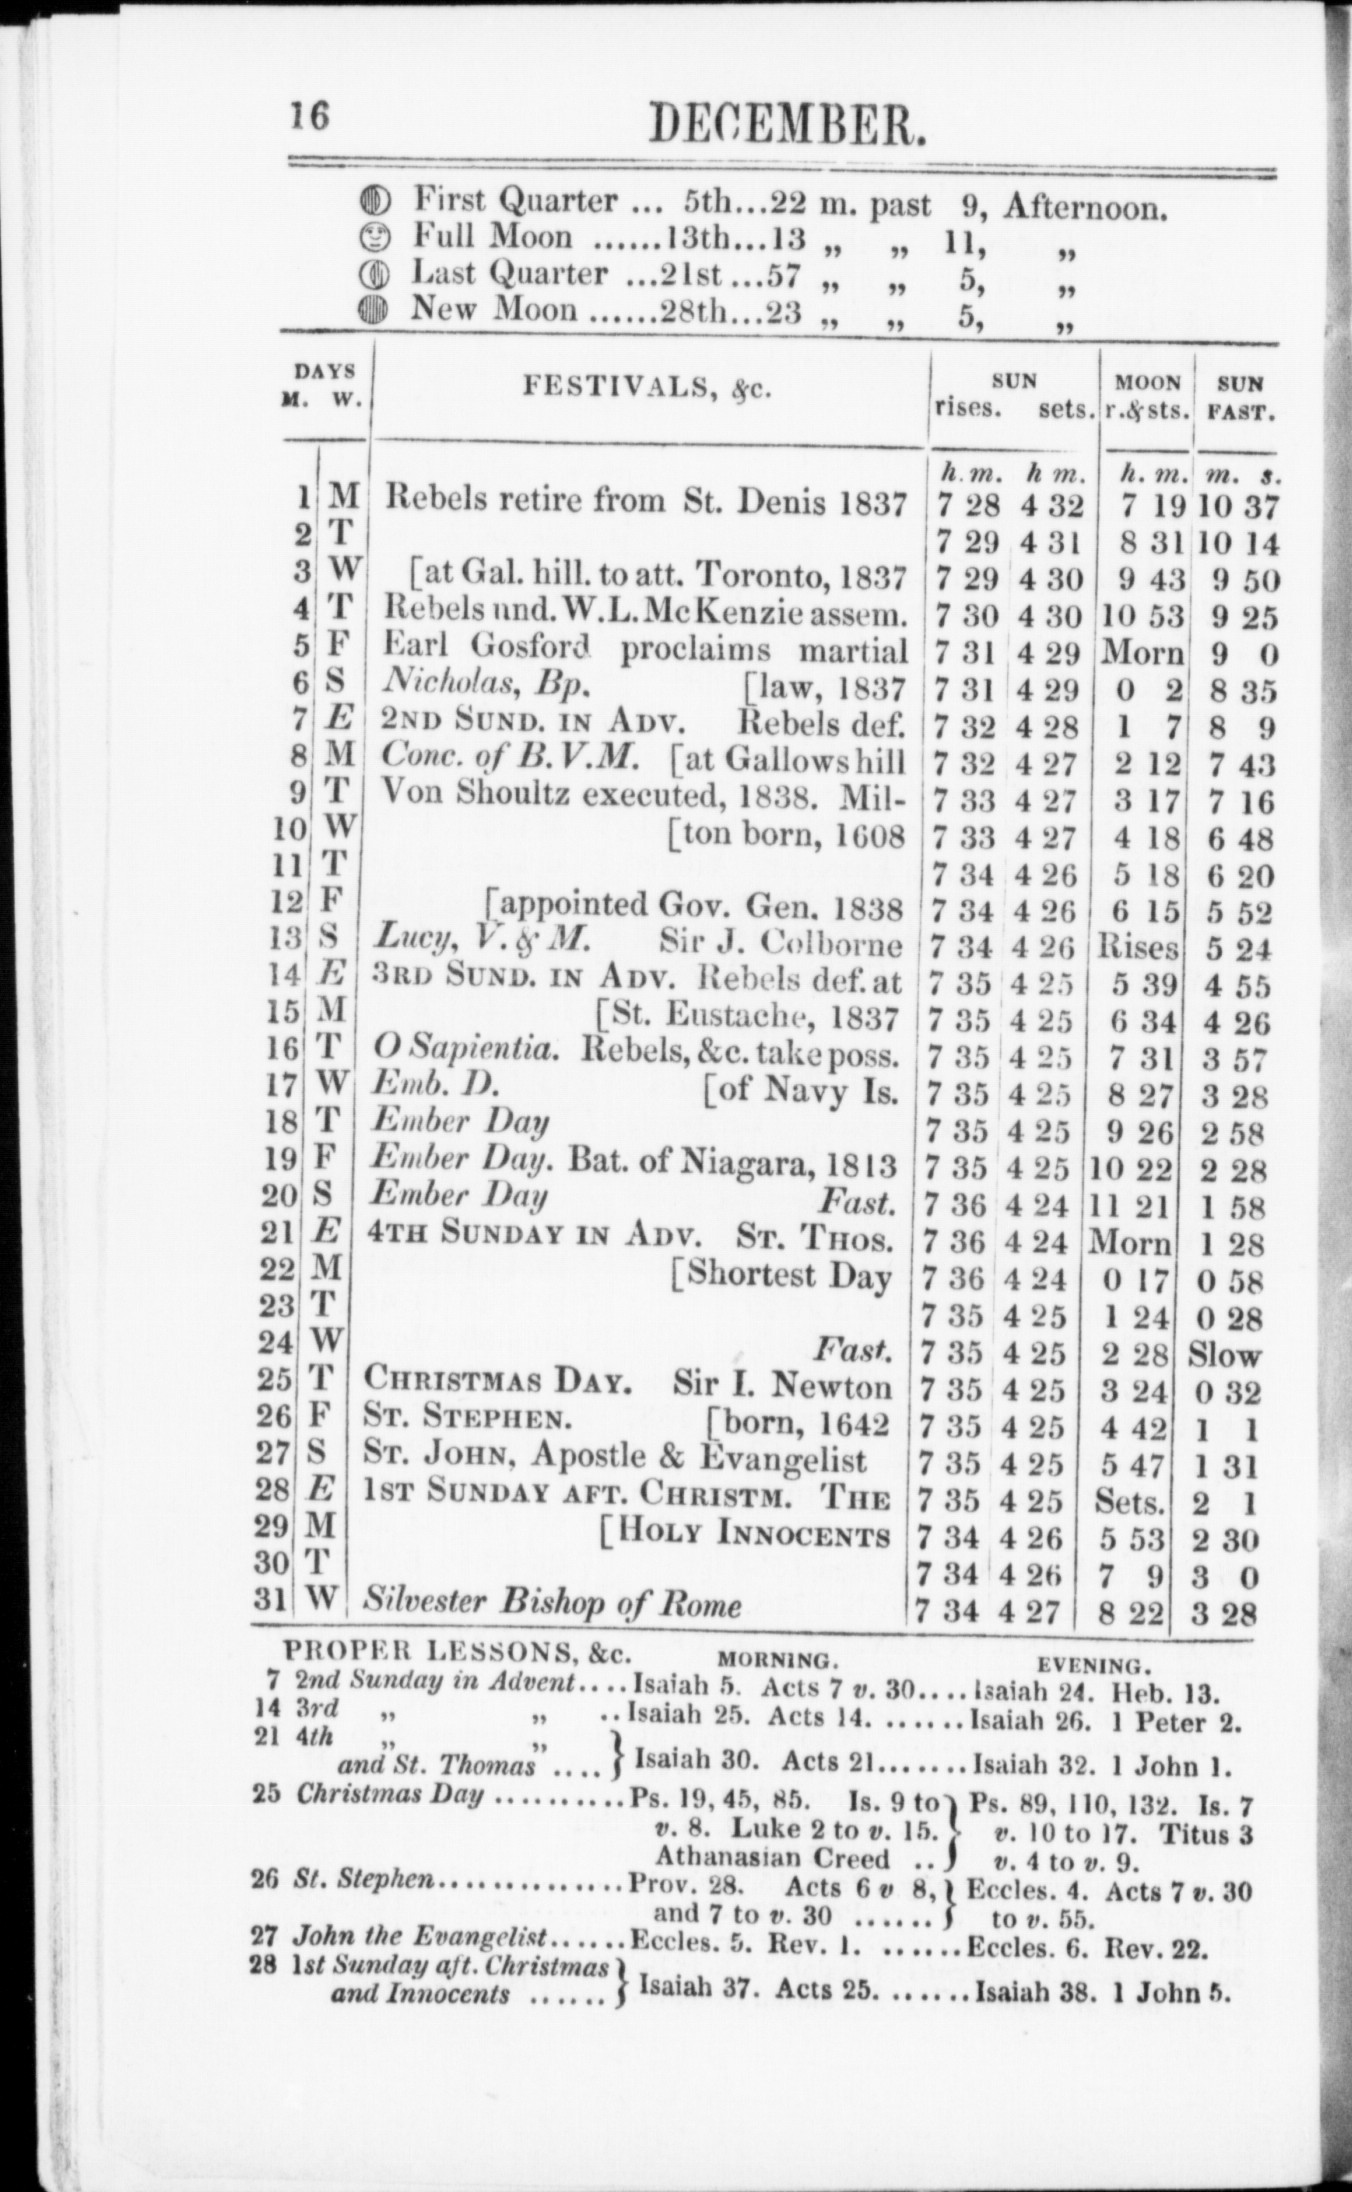 16
DECEMBER.
First Quarter ... 5th...22 m. past 9, Afternoon.
Full Moon ......13th...13 „ „ 11, „
Last Quarter ...21st...57 „ „ 5, „
New Moon ......28th...23 „ „ 5, „
DAYS FESTIVALS, &c. SUN MOON SUN
M. W. rises. sets. r.&sts. FAST.
h. m. h m. h. m. m. s.
1 M Rebels retire from St. Denis 1837 7 28 4 32 7 19 10 37
2 T 7 29 4 31 8 31 10 14
3 W [at Gal. hill. to att. Toronto, 1837 7 29 4 30 9 43 9 50
4 T Rebels und. W.L. McKenzie assem. 7 30 4 30 10 53 9 25
5 F Earl Gosford proclaims martial 7 31 4 29 Morn 9 0
6 S Nicholas, Bp. [law, 1837 7 31 4 29 0 2 8 35
7 E 2ND SUND. IN ADV. Rebels def. 7 32 4 28 1 7 8 9
8 M Conc. of B.V.M. [at Gallows hill 7 32 4 27 2 12 7 43
9 T Von Shoultz executed, 1838. Mil- 7 33 4 27 3 17 7 16
10 W [ton born, 1608 7 33 4 27 4 18 6 48
11 T 7 34 4 26 5 18 6 20
12 F [appointed Gov. Gen. 1838 7 34 4 26 6 15 5 52
13 S Lucy, V. & M. Sir J. Colborne 7 34 4 26 Rises 5 24
14 E 3RD SUND. IN ADV. Rebels def. at 7 35 4 25 5 39 4 55
15 M [St. Eustache, 1837 7 35 4 25 6 34 4 26
16 T O Sapientia. Rebels, &c. take poss. 7 35 4 25 7 31 3 57
17 W Emb. D. [of Navy Is. 7 35 4 25 8 27 3 28
18 T Ember Day 7 35 4 25 9 26 2 58
19 F Ember Day. Bat. of Niagara, 1813 7 35 4 25 10 22 2 28
20 S Ember Day Fast. 7 36 4 24 11 21 1 58
21 E 4TH SUNDAY IN ADV. ST. THOS. 7 36 4 24 Morn 1 28
22 M [Shortest Day 7 36 4 24 0 17 0 58
23 T 7 35 4 25 1 24 0 28
24 W Fast. 7 35 4 25 2 28 Slow
25 T CHRISTMAS DAY. Sir I. Newton 7 35 4 25 3 24 0 32
26 F ST. STEPHEN. [born, 1642 7 35 4 25 4 42 1 1
27 S ST. JOHN, Apostle & Evangelist 7 35 4 25 5 47 1 31
28 E 1ST SUNDAY AFT. CHRISTM. THE 7 35 4 25 Sets. 2 1
29 M [HOLY INNOCENTS 7 34 4 26 5 53 2 30
30 T 7 34 4 26 7 9 3 0
31 W Silvester Bishop of Rome 7 34 4 27 8 22 3 28
PROPER LESSONS, &c. MORNING. EVENING.
7 2nd Sunday in Advent....Isaiah 5. Acts 7 v. 30....Isaiah 24. Heb. 13.
14 3rd „ „ ..Isaiah 25. Acts 14. .......Isaiah 26. 1 Peter 2.
21 4th „ „
and St. Thomas .... } Isaiah 30. Acts 21.......Isaiah 32. 1 John 1.
25 Christmas Day ..........Ps. 19, 45, 85. Is. 9 to } Ps. 89, 110, 132. Is. 7
v. 8. Luke 2 to v. 15. v. 10 to 17. Titus 3
Athanasian Creed .. v. 4 to v. 9.
26 St. Stephen..............Prov. 28. Acts 6 v 8, } Eccles. 4. Acts 7 v. 30
and 7 to v. 30 ...... to v. 55.
27 John the Evangelist......Eccles. 5. Rev. 1. .......Eccles. 6. Rev. 22.
28 1st Sunday aft. Christmas
and Innocents ...... } Isaiah 37. Acts 25. .......Isaiah 38. 1 John 5.